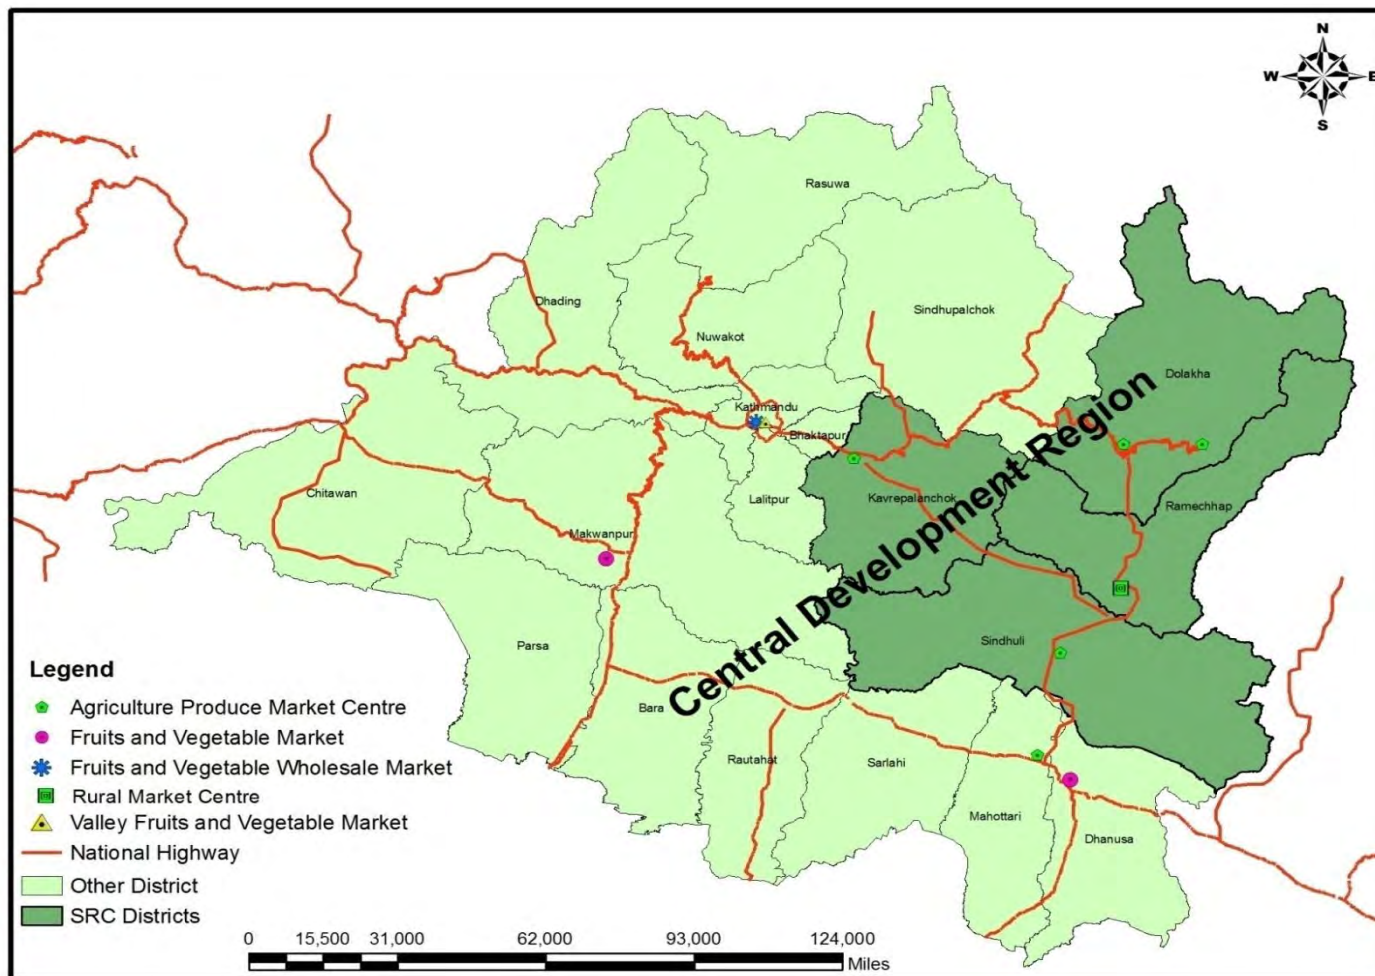 N
W E
S
Rasuwa
Dhading
Sindhupalchok
Nuwakot
Dolakha
Kathmandu
Bhaktapur
Chitawan
Lalitpur
Kavrepalanchok
Ramechhap
Makwanpur
Central Development Region
Parsa
Sindhuli
Bara
Rautahat
Sarlahi
Mahottari
Dhanusa
Legend
Agriculture Produce Market Centre
Fruits and Vegetable Market
Fruits and Vegetable Wholesale Market
Rural Market Centre
Valley Fruits and Vegetable Market
National Highway
Other District
SRC Districts
0 15,500 31,000 62,000 93,000 124,000
Miles